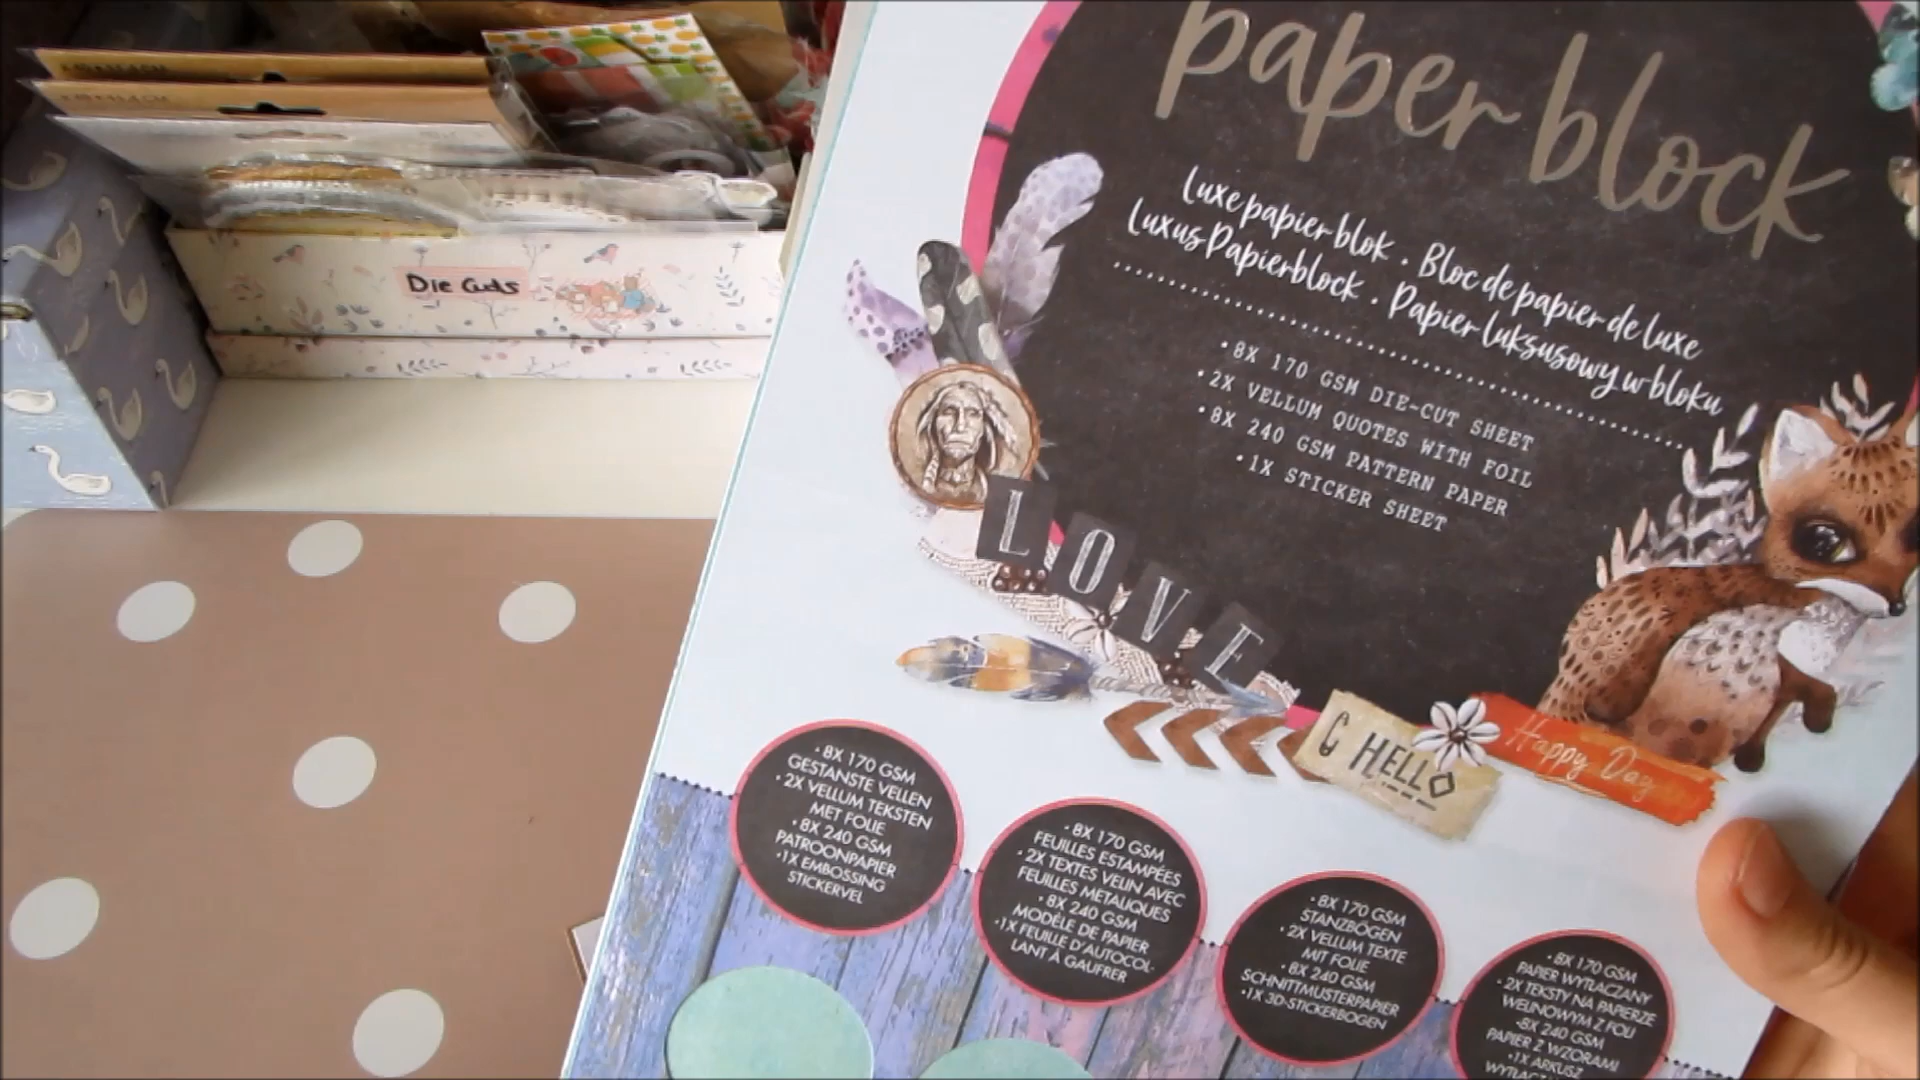 paper block
Luxe papier blok • Bloc de papier de luxe
Luxus Papierblock • Papier luksusowy w bloku
• 8X 170 GSM DIE-CUT SHEET
• 2X VELLUM QUOTES WITH FOIL
• 8X 240 GSM PATTERN PAPER
• 1X STICKER SHEET
Die Cuts
LOVE
HELLO
Happy Day
• 8X 170 GSM
GESTANSTE VELLEN
• 2X VELLUM TEKSTEN
MET FOLIE
• 8X 240 GSM
PATROONPAPIER
• 1X EMBOSSING
STICKERVEL
• 8X 170 GSM
FEUILLES ESTAMPÉES
• 2X TEXTES VELIN AVEC
FEUILLES METALIQUES
• 8X 240 GSM
MODÈLE DE PAPIER
• 1X FEUILLE D'AUTOCOL-
LANT À GAUFRER
• 8X 170 GSM
STANZBÖGEN
• 2X VELLUM TEXTE
MIT FOLIE
• 8X 240 GSM
SCHNITTMUSTERPAPIER
• 1X 3D-STICKERBOGEN
• 8X 170 GSM
PAPIER WYTŁACZANY
• 2X TEKSTY NA PAPIERZE
WELINOWYM Z FOLI
• 8X 240 GSM
PAPIER Z WZORAMI
• 1X ARKUSZ